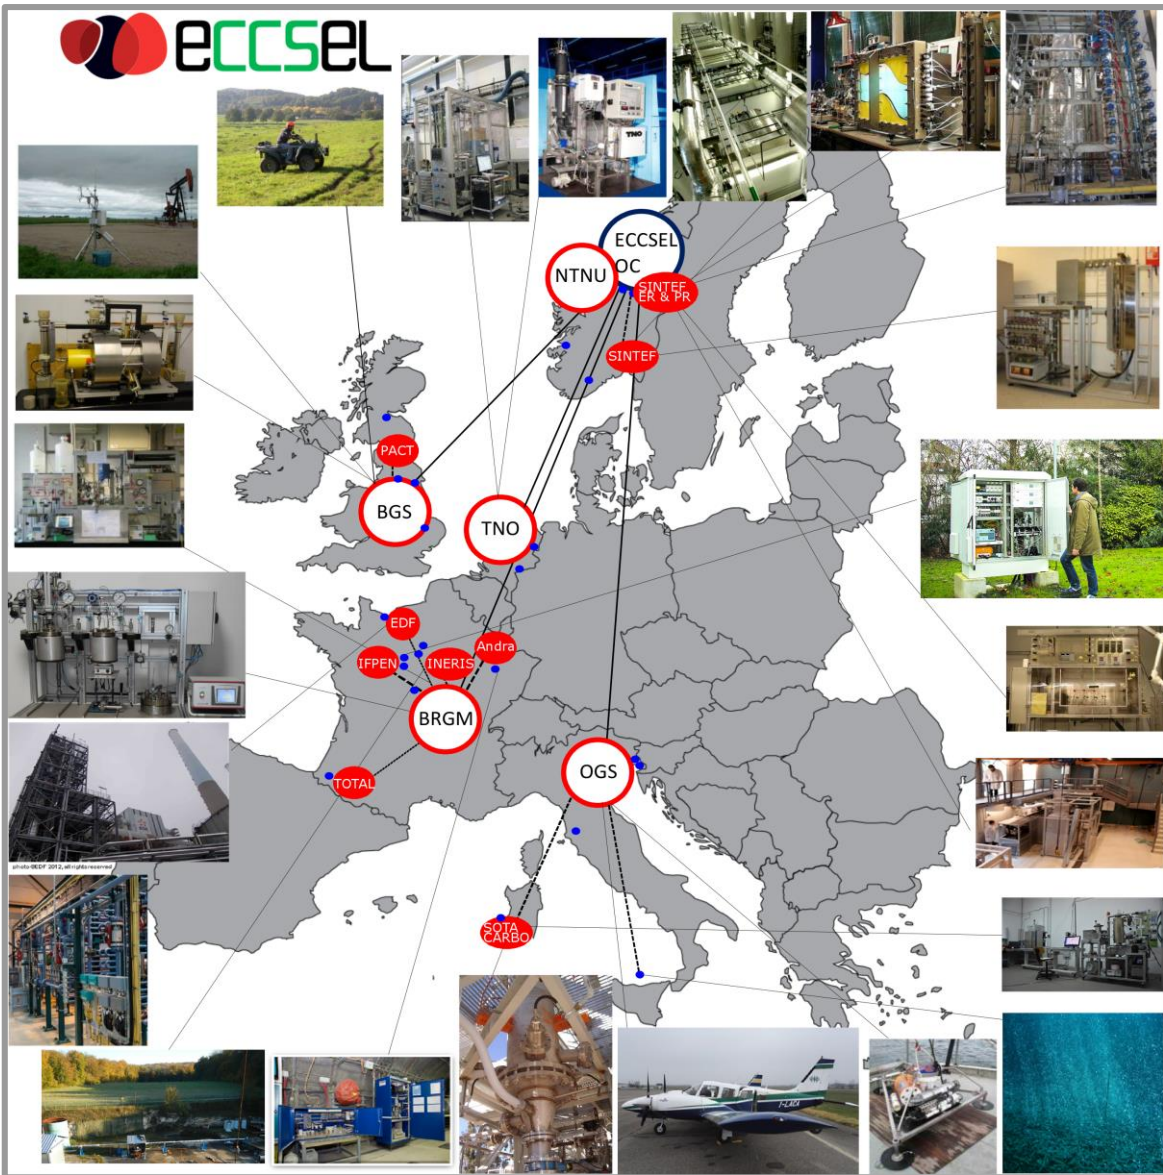 eccsel
TNO
ECCSEL
OC
NTNU
SINTEF
ER & PR
SINTEF
PACT
BGS
TNO
EDF
Andra
IFPEN
INERIS
BRGM
OGS
TOTAL
photo ©EDF 2012, all rights reserved
SOTA
CARBO